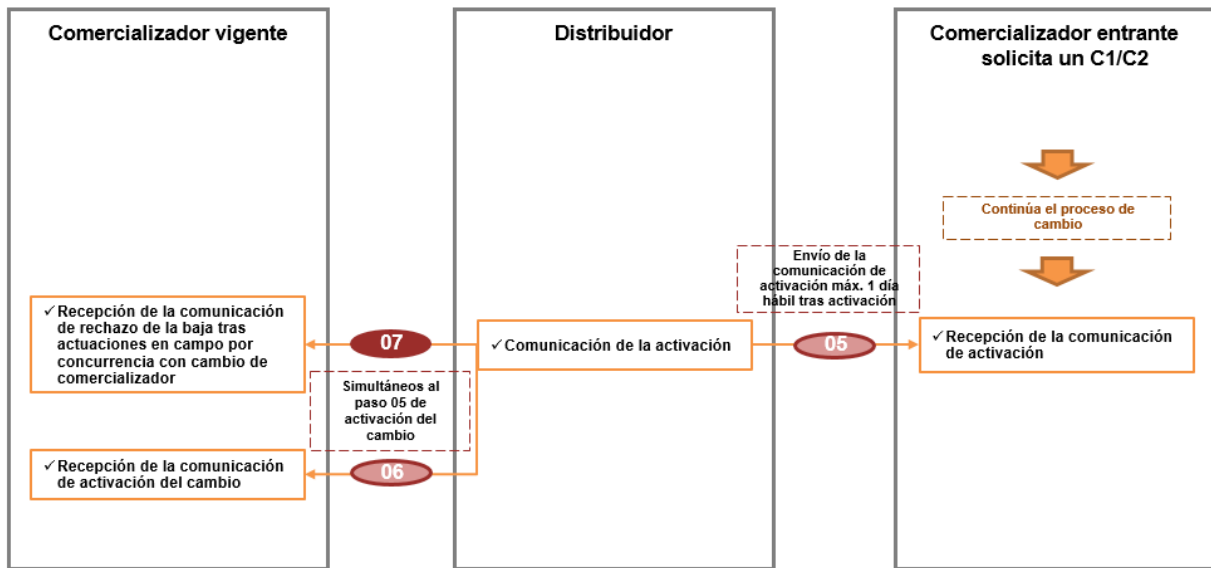 Comercializador vigente
Distribuidor
Comercializador entrante
solicita un C1/C2
Continúa el proceso de
cambio
Envío de la
comunicación de
activación máx. 1 día
hábil tras activación
✓Recepción de la comunicación
de rechazo de la baja tras
actuaciones en campo por
concurrencia con cambio de
comercializador
07
✓Comunicación de la activación
05
✓Recepción de la comunicación
de activación
Simultáneos al
paso 05 de
activación del
cambio
✓Recepción de la comunicación
de activación del cambio
06